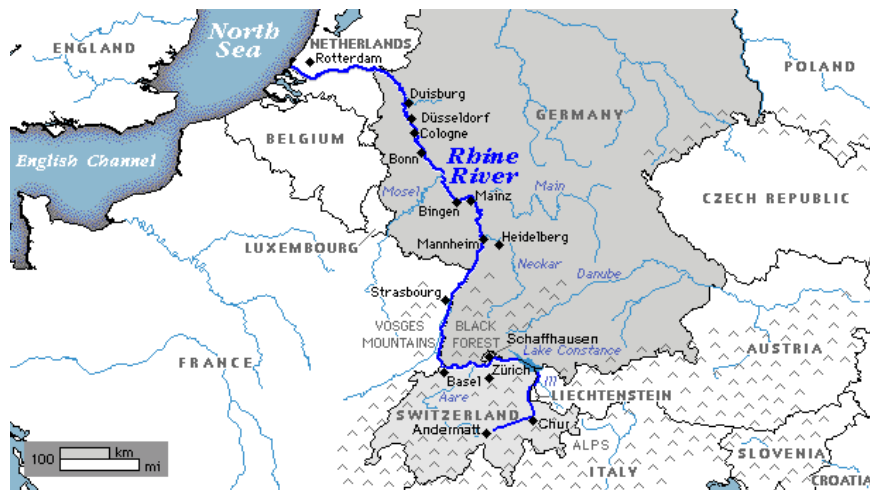 North
Sea
ENGLAND
NETHERLANDS
Rotterdam
POLAND
Duisburg
GERMANY
Düsseldorf
Cologne
BELGIUM
English Channel
Bonn
Rhine
River
Mosel
Main
Mainz
Bingen
CZECH REPUBLIC
LUXEMBOURG
Mannheim
Heidelberg
Neckar
Danube
Strasbourg
VOSGES
MOUNTAINS
BLACK
FOREST
Schaffhausen
Lake Constance
AUSTRIA
FRANCE
Basel
Zürich
Ill
Aare
LIECHTENSTEIN
SWITZERLAND
Chur
Andermatt
ALPS
ITALY
SLOVENIA
CROATIA
100
km
mi